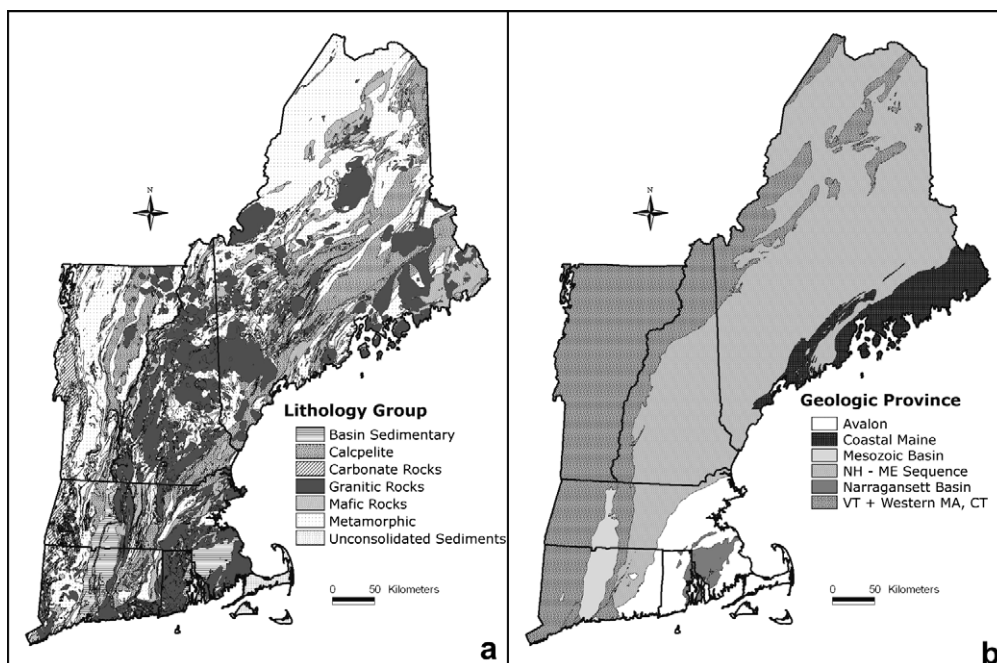 N
Lithology Group
Basin Sedimentary
Calcpelite
Carbonate Rocks
Granitic Rocks
Mafic Rocks
Metamorphic
Unconsolidated Sediments
0 50 Kilometers
a
N
Geologic Province
Avalon
Coastal Maine
Mesozoic Basin
NH - ME Sequence
Narragansett Basin
VT + Western MA, CT
0 50 Kilometers
b